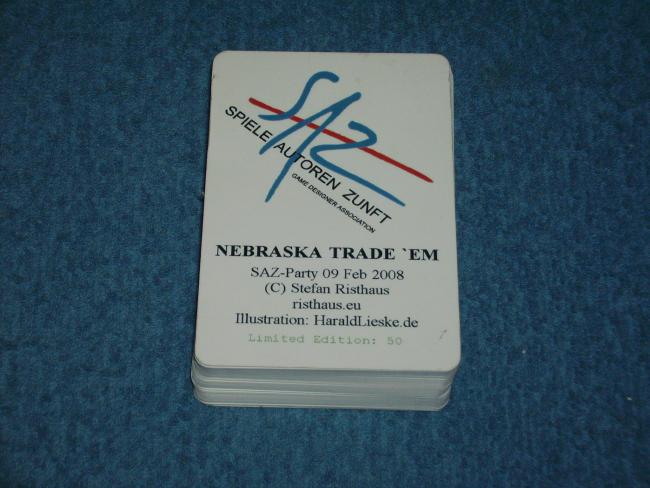 SAZ
SPIELE AUTOREN ZUNFT
GAME DESIGNER ASSOCIATION
NEBRASKA TRADE `EM
SAZ-Party 09 Feb 2008
(C) Stefan Risthaus
risthaus.eu
Illustration: HaraldLieske.de
Limited Edition: 50